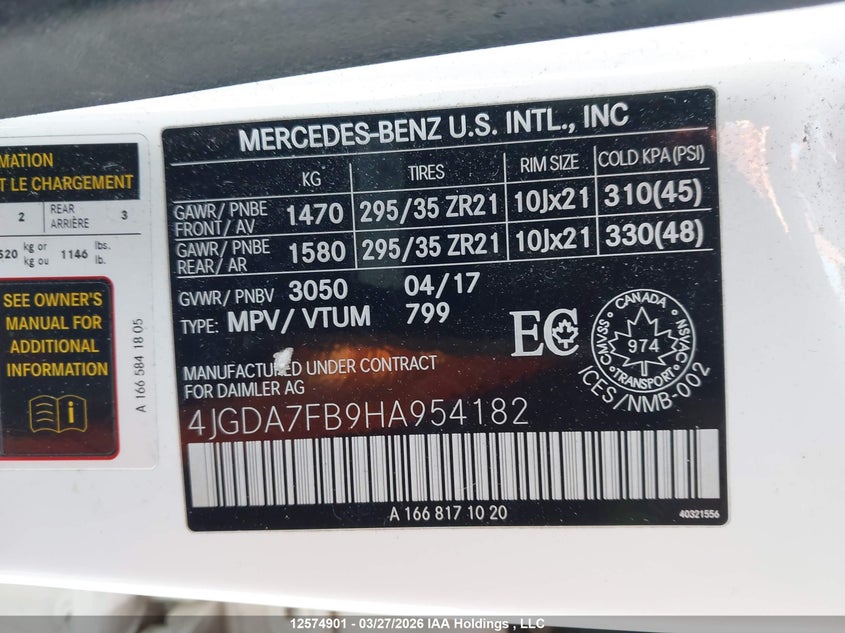 MERCEDES-BENZ U.S. INTL., INC
KG TIRES RIM SIZE COLD KPA (PSI)
GAWR/ PNBE FRONT/ AV 1470 295/35 ZR21 10Jx21 310(45)
GAWR/ PNBE REAR/ AR 1580 295/35 ZR21 10Jx21 330(48)
GVWR/ PNBV 3050 04/17
TYPE: MPV/ VTUM 799
MANUFACTURED UNDER CONTRACT
FOR DAIMLER AG
4JGDA7FB9HA954182
A 166 817 10 20
40321556
EC
CANADA
974
TRANSPORT
CMVSS
NSVAC
ICES/NMB-002
MATION
T LE CHARGEMENT
2 REAR ARRIÈRE 3
520 kg or kg ou 1146 lbs. lb.
SEE OWNER'S
MANUAL FOR
ADDITIONAL
INFORMATION
A 166 584 18 05
12574901 - 03/27/2026 IAA Holdings , LLC